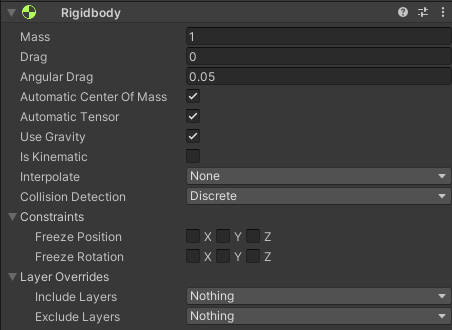 Rigidbody
Mass 1
Drag 0
Angular Drag 0.05
Automatic Center Of Mass
Automatic Tensor
Use Gravity
Is Kinematic
Interpolate None
Collision Detection Discrete
Constraints
Freeze Position X Y Z
Freeze Rotation X Y Z
Layer Overrides
Include Layers Nothing
Exclude Layers Nothing